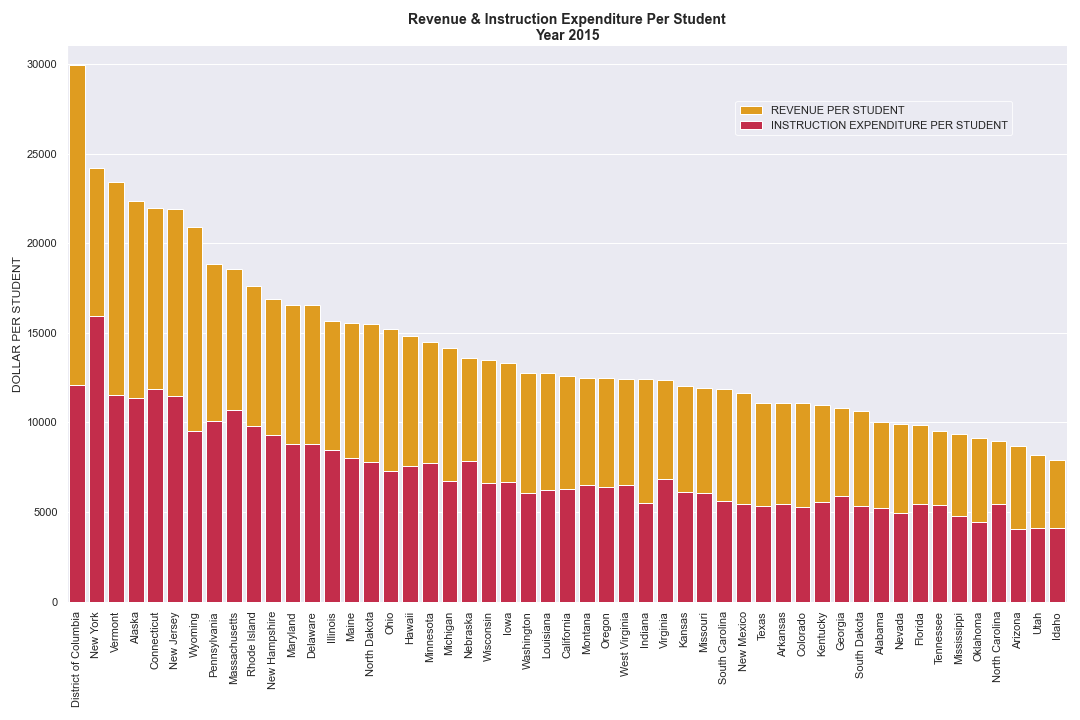 Revenue & Instruction Expenditure Per Student
Year 2015
REVENUE PER STUDENT
INSTRUCTION EXPENDITURE PER STUDENT
DOLLAR PER STUDENT
30000
25000
20000
15000
10000
5000
0
District of Columbia
New York
Vermont
Alaska
Connecticut
New Jersey
Wyoming
Pennsylvania
Massachusetts
Rhode Island
New Hampshire
Maryland
Delaware
Illinois
Maine
North Dakota
Ohio
Hawaii
Minnesota
Michigan
Nebraska
Wisconsin
Iowa
Washington
Louisiana
California
Montana
Oregon
West Virginia
Indiana
Virginia
Kansas
Missouri
South Carolina
New Mexico
Texas
Arkansas
Colorado
Kentucky
Georgia
South Dakota
Alabama
Nevada
Florida
Tennessee
Mississippi
Oklahoma
North Carolina
Arizona
Utah
Idaho